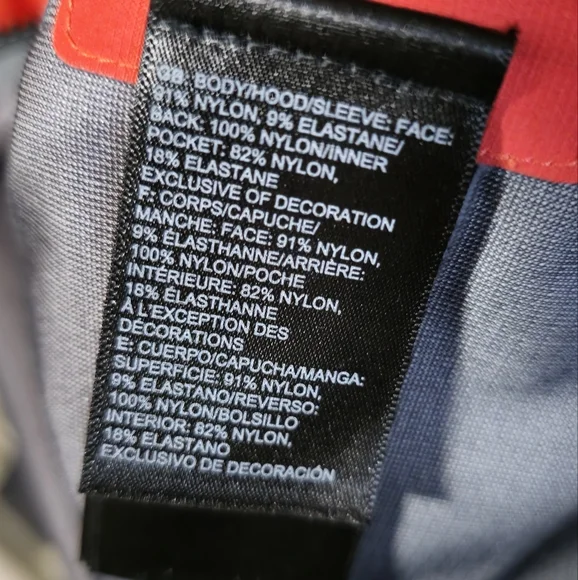 GB: BODY/HOOD/SLEEVE: FACE:
91% NYLON, 9% ELASTANE/
BACK: 100% NYLON/INNER
POCKET: 82% NYLON,
18% ELASTANE
EXCLUSIVE OF DECORATION
F: CORPS/CAPUCHE/
MANCHE: FACE: 91% NYLON,
9% ÉLASTHANNE/ARRIÈRE:
100% NYLON/POCHE
INTÉRIEURE: 82% NYLON,
18% ÉLASTHANNE
À L'EXCEPTION DES
DÉCORATIONS
E: CUERPO/CAPUCHA/MANGA:
SUPERFICIE: 91% NYLON,
9% ELASTANO/REVERSO:
100% NYLON/BOLSILLO
INTERIOR: 82% NYLON,
18% ELASTANO
EXCLUSIVO DE DECORACIÓN